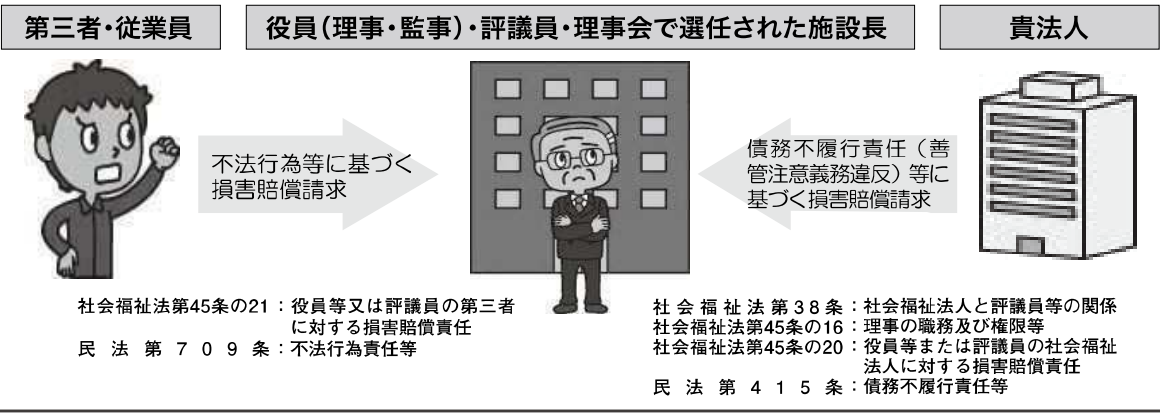 第三者・従業員
役員（理事・監事）・評議員・理事会で選任された施設長
貴法人
不法行為等に基づく
損害賠償請求
債務不履行責任（善
管注意義務違反）等に
基づく損害賠償請求
社会福祉法第45条の21：役員等又は評議員の第三者
に対する損害賠償責任
民法第709条：不法行為責任等
社会福祉法第38条：社会福祉法人と評議員等の関係
社会福祉法第45条の16：理事の職務及び権限等
社会福祉法第45条の20：役員等または評議員の社会福祉
法人に対する損害賠償責任
民法第415条：債務不履行責任等